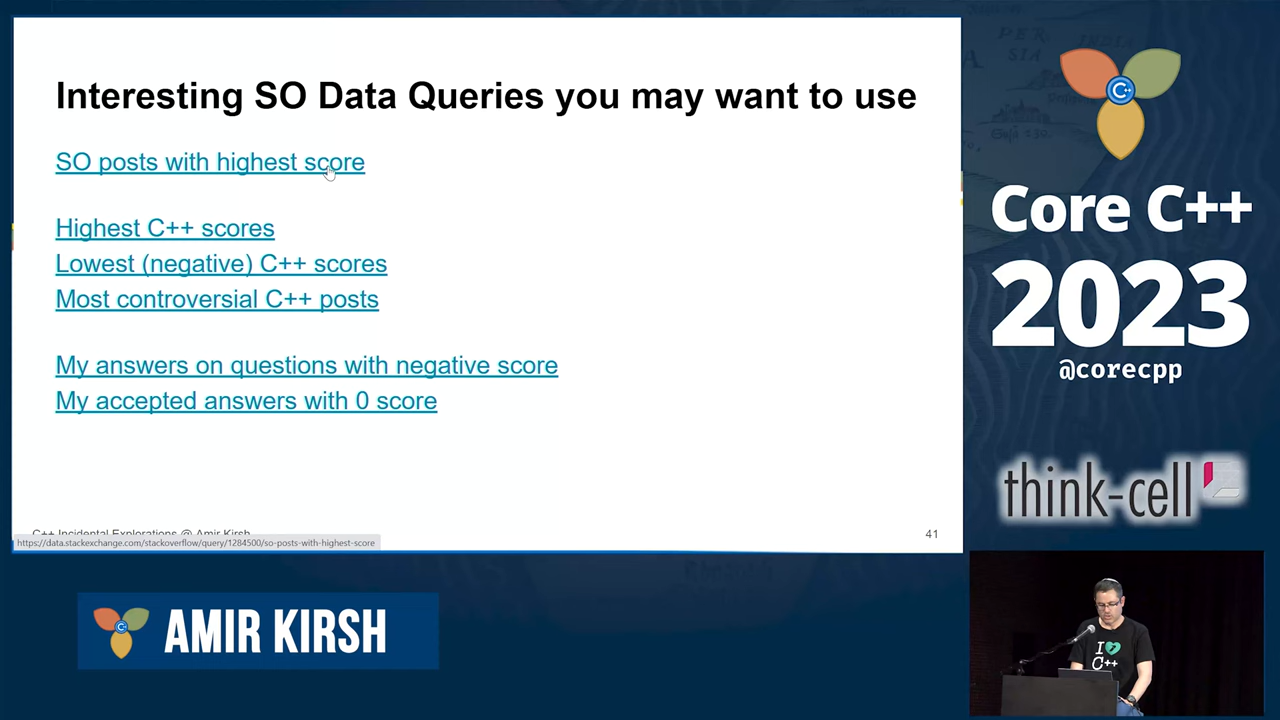 Interesting SO Data Queries you may want to use
SO posts with highest score
Highest C++ scores
Lowest (negative) C++ scores
Most controversial C++ posts
My answers on questions with negative score
My accepted answers with 0 score
C++ Incidental Explorations @ Amir Kirsh
41
https://data.stackexchange.com/stackoverflow/query/1284500/so-posts-with-highest-score
C++
Core C++
2023
@corecpp
think-cell
AMIR KIRSH
I
C++